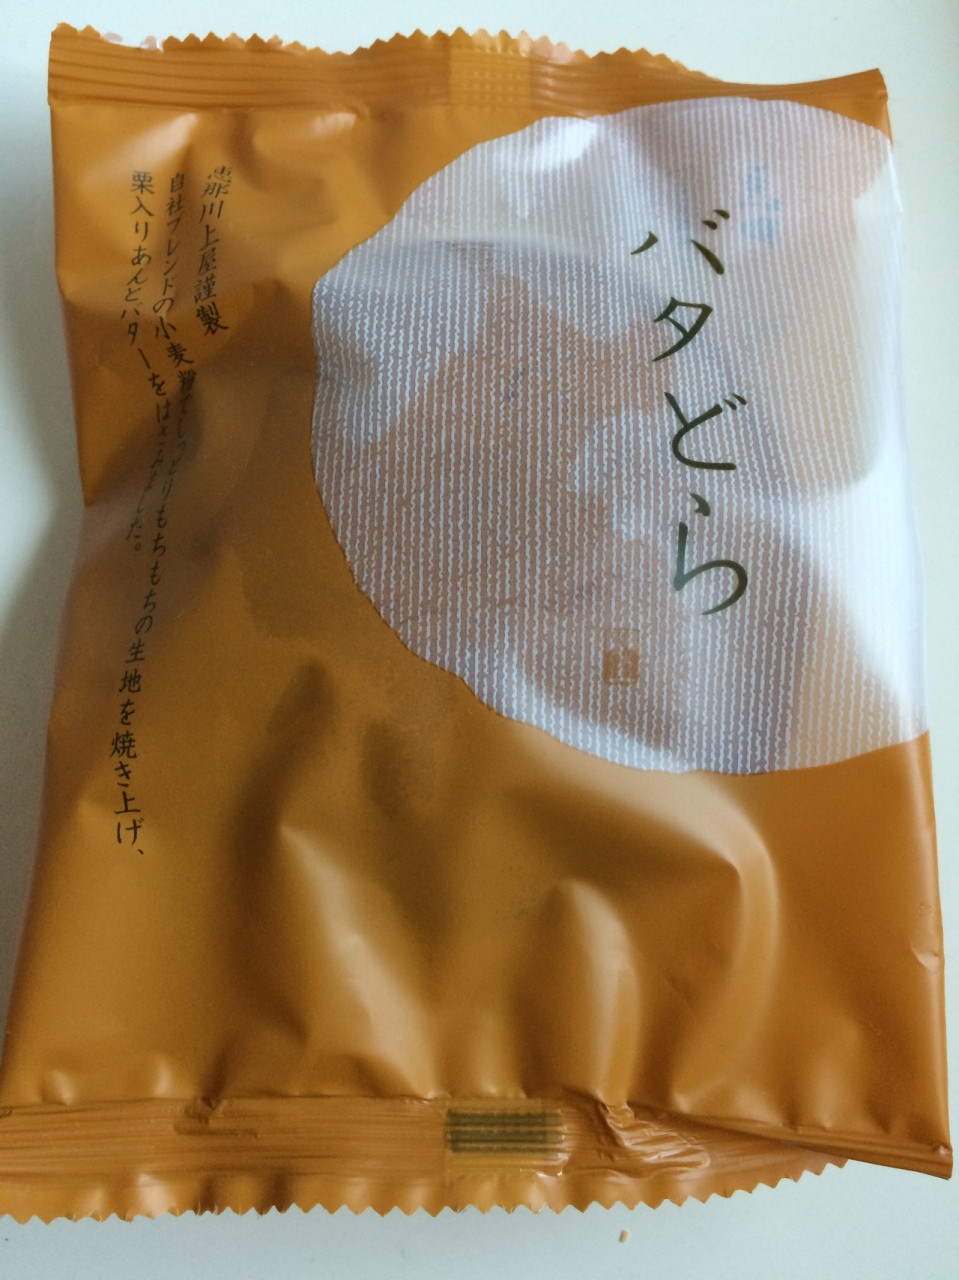 バタどら
恵那川上屋謹製
自社ブレンドの小麦粉でしっとりもちもちの生地を焼き上げ、
栗入りあんとバターをはさみました。